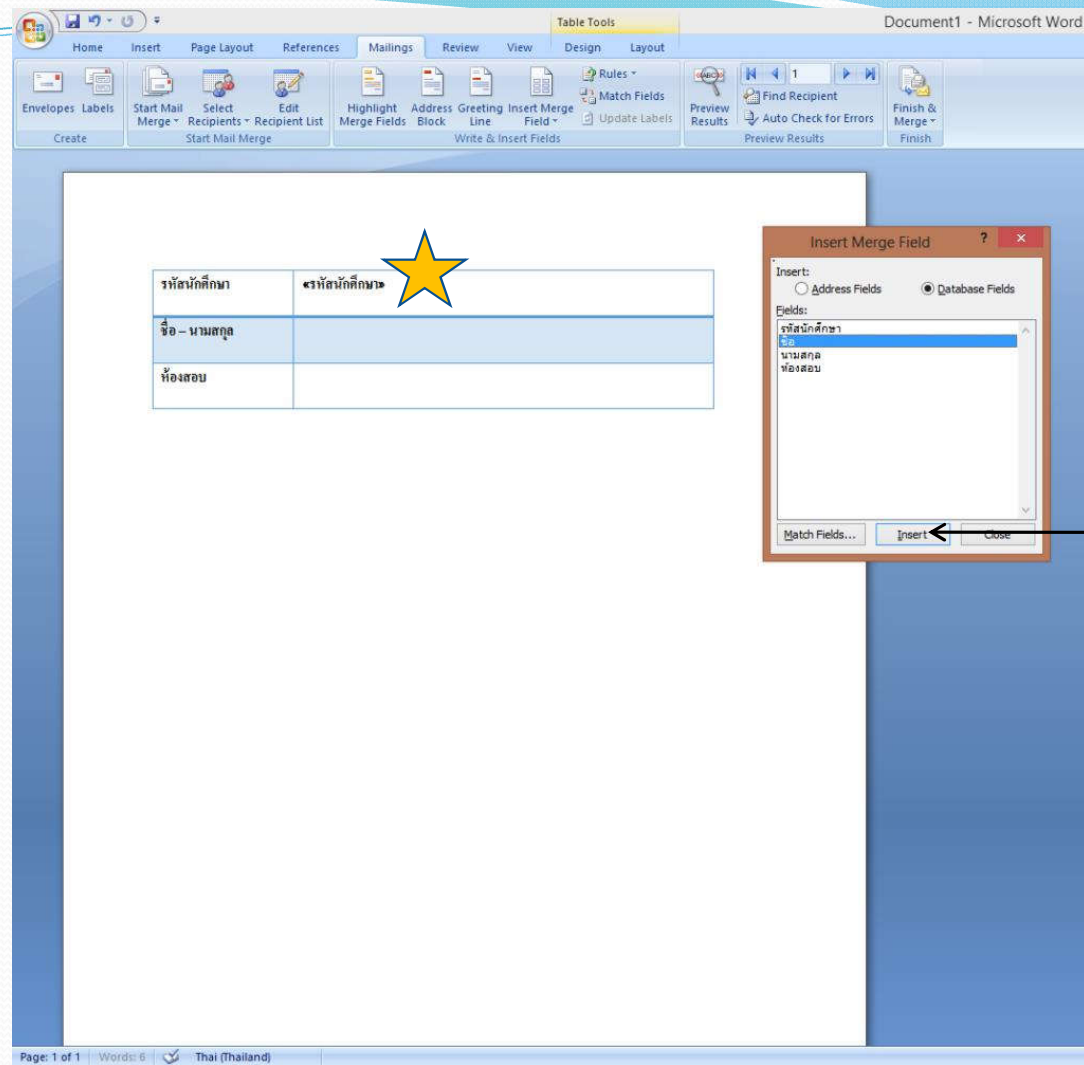 Table Tools
Document1 - Microsoft Word
Home Insert Page Layout References Mailings Review View Design Layout
Envelopes Labels Start Mail Merge Select Recipients Edit Recipient List Highlight Merge Fields Address Block Greeting Line Insert Merge Field Rules Match Fields Update Labels Preview Results 1 Find Recipient Auto Check for Errors Finish & Merge
Create Start Mail Merge Write & Insert Fields Preview Results Finish
Insert Merge Field ? ×
Insert:
Address Fields Database Fields
Fields:
รหัสนักศึกษา
ชื่อ
นามสกุล
ห้องสอบ
Match Fields... Insert Close
รหัสนักศึกษา «รหัสนักศึกษา»
ชื่อ – นามสกุล
ห้องสอบ
Page: 1 of 1 Words: 6 Thai (Thailand)